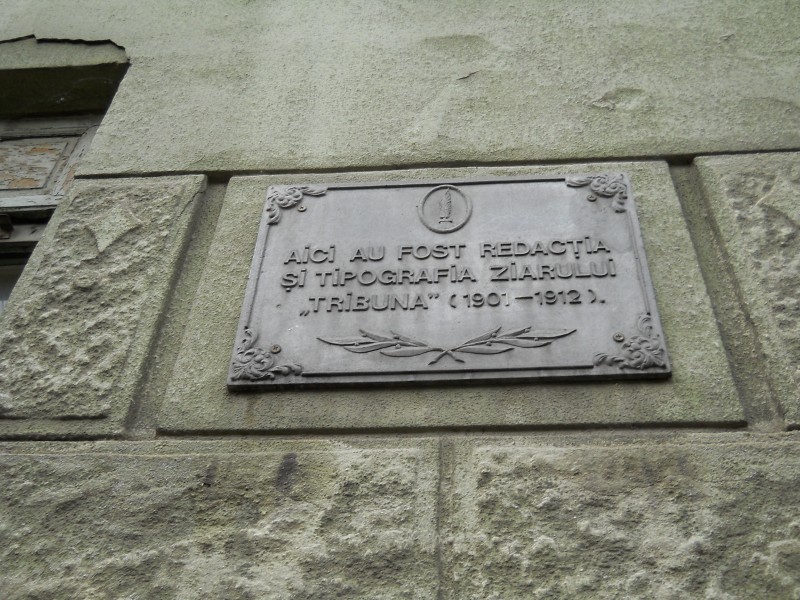 AiCi AU FOST REDACȚiA
ȘI TiPOGRAFiA ZiARULUi
„TRiBUNA” (1901—1912).